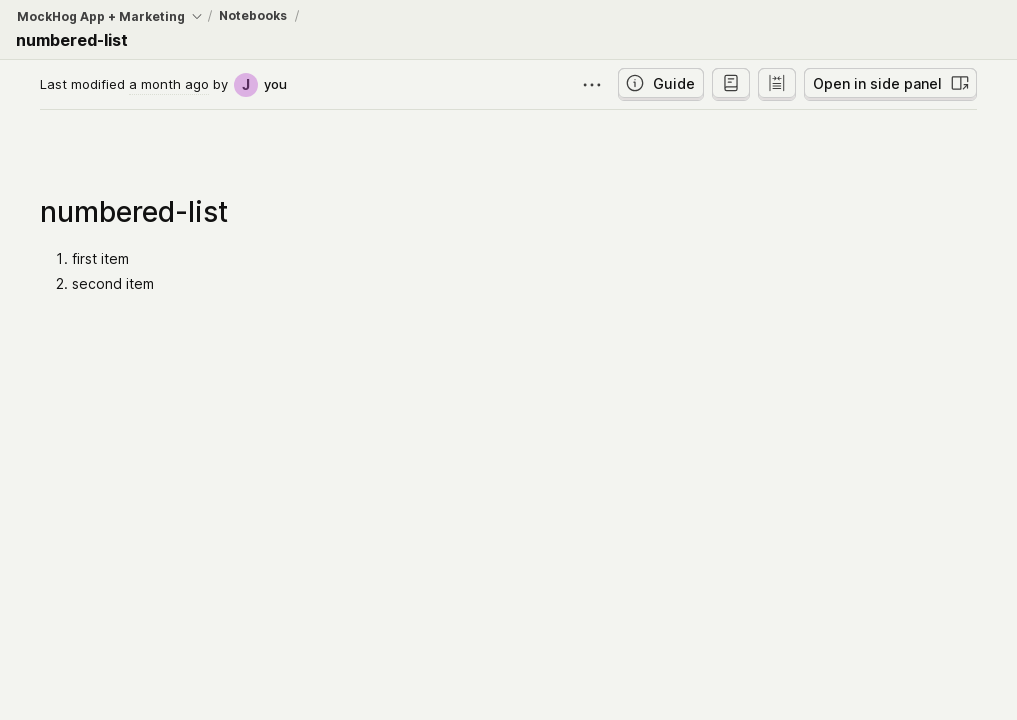 MockHog App + Marketing / Notebooks /
numbered-list
Last modified a month ago by J you
Guide
Open in side panel
numbered-list
1. first item
2. second item